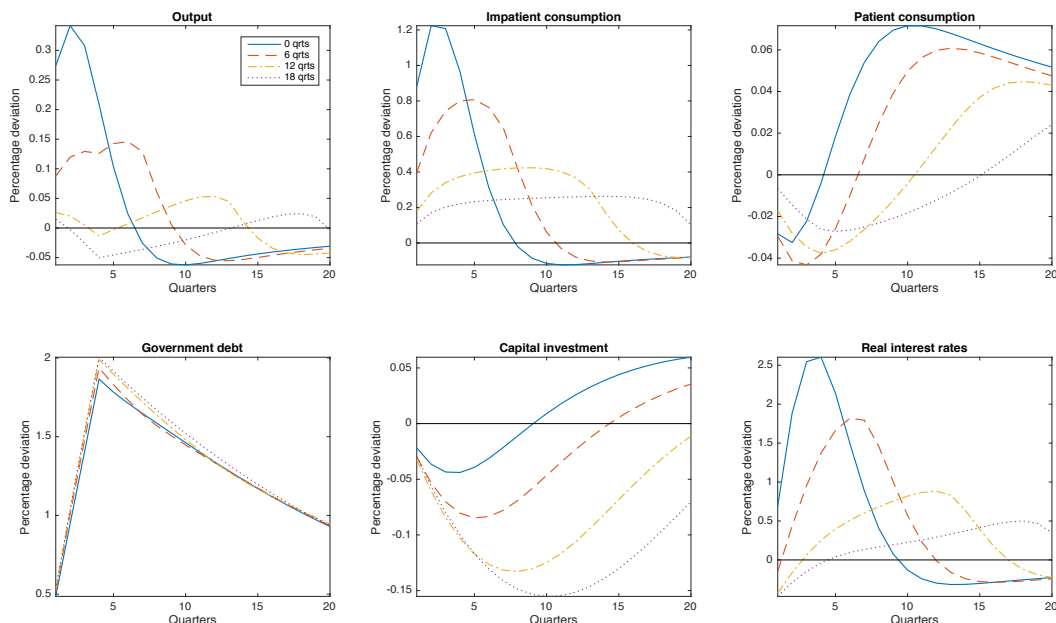 Output
Percentage deviation
0.3
0.25
0.2
0.15
0.1
0.05
0
-0.05
5
10
15
20
Quarters
0 qrts
6 qrts
12 qrts
18 qrts
Impatient consumption
Percentage deviation
1.2
1
0.8
0.6
0.4
0.2
0
5
10
15
20
Quarters
Patient consumption
Percentage deviation
0.06
0.04
0.02
0
-0.02
-0.04
5
10
15
20
Quarters
Government debt
Percentage deviation
2
1.5
1
0.5
5
10
15
20
Quarters
Capital investment
Percentage deviation
0.05
0
-0.05
-0.1
-0.15
5
10
15
20
Quarters
Real interest rates
Percentage deviation
2.5
2
1.5
1
0.5
0
5
10
15
20
Quarters